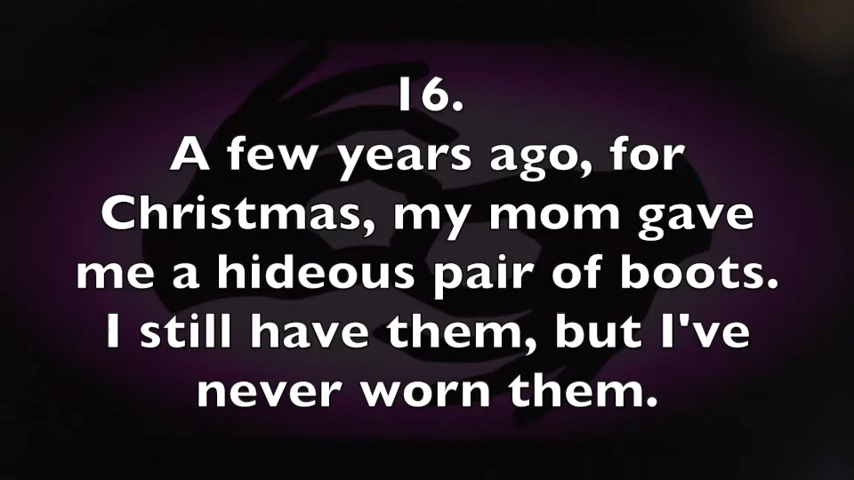 16.
A few years ago, for
Christmas, my mom gave
me a hideous pair of boots.
I still have them, but I've
never worn them.